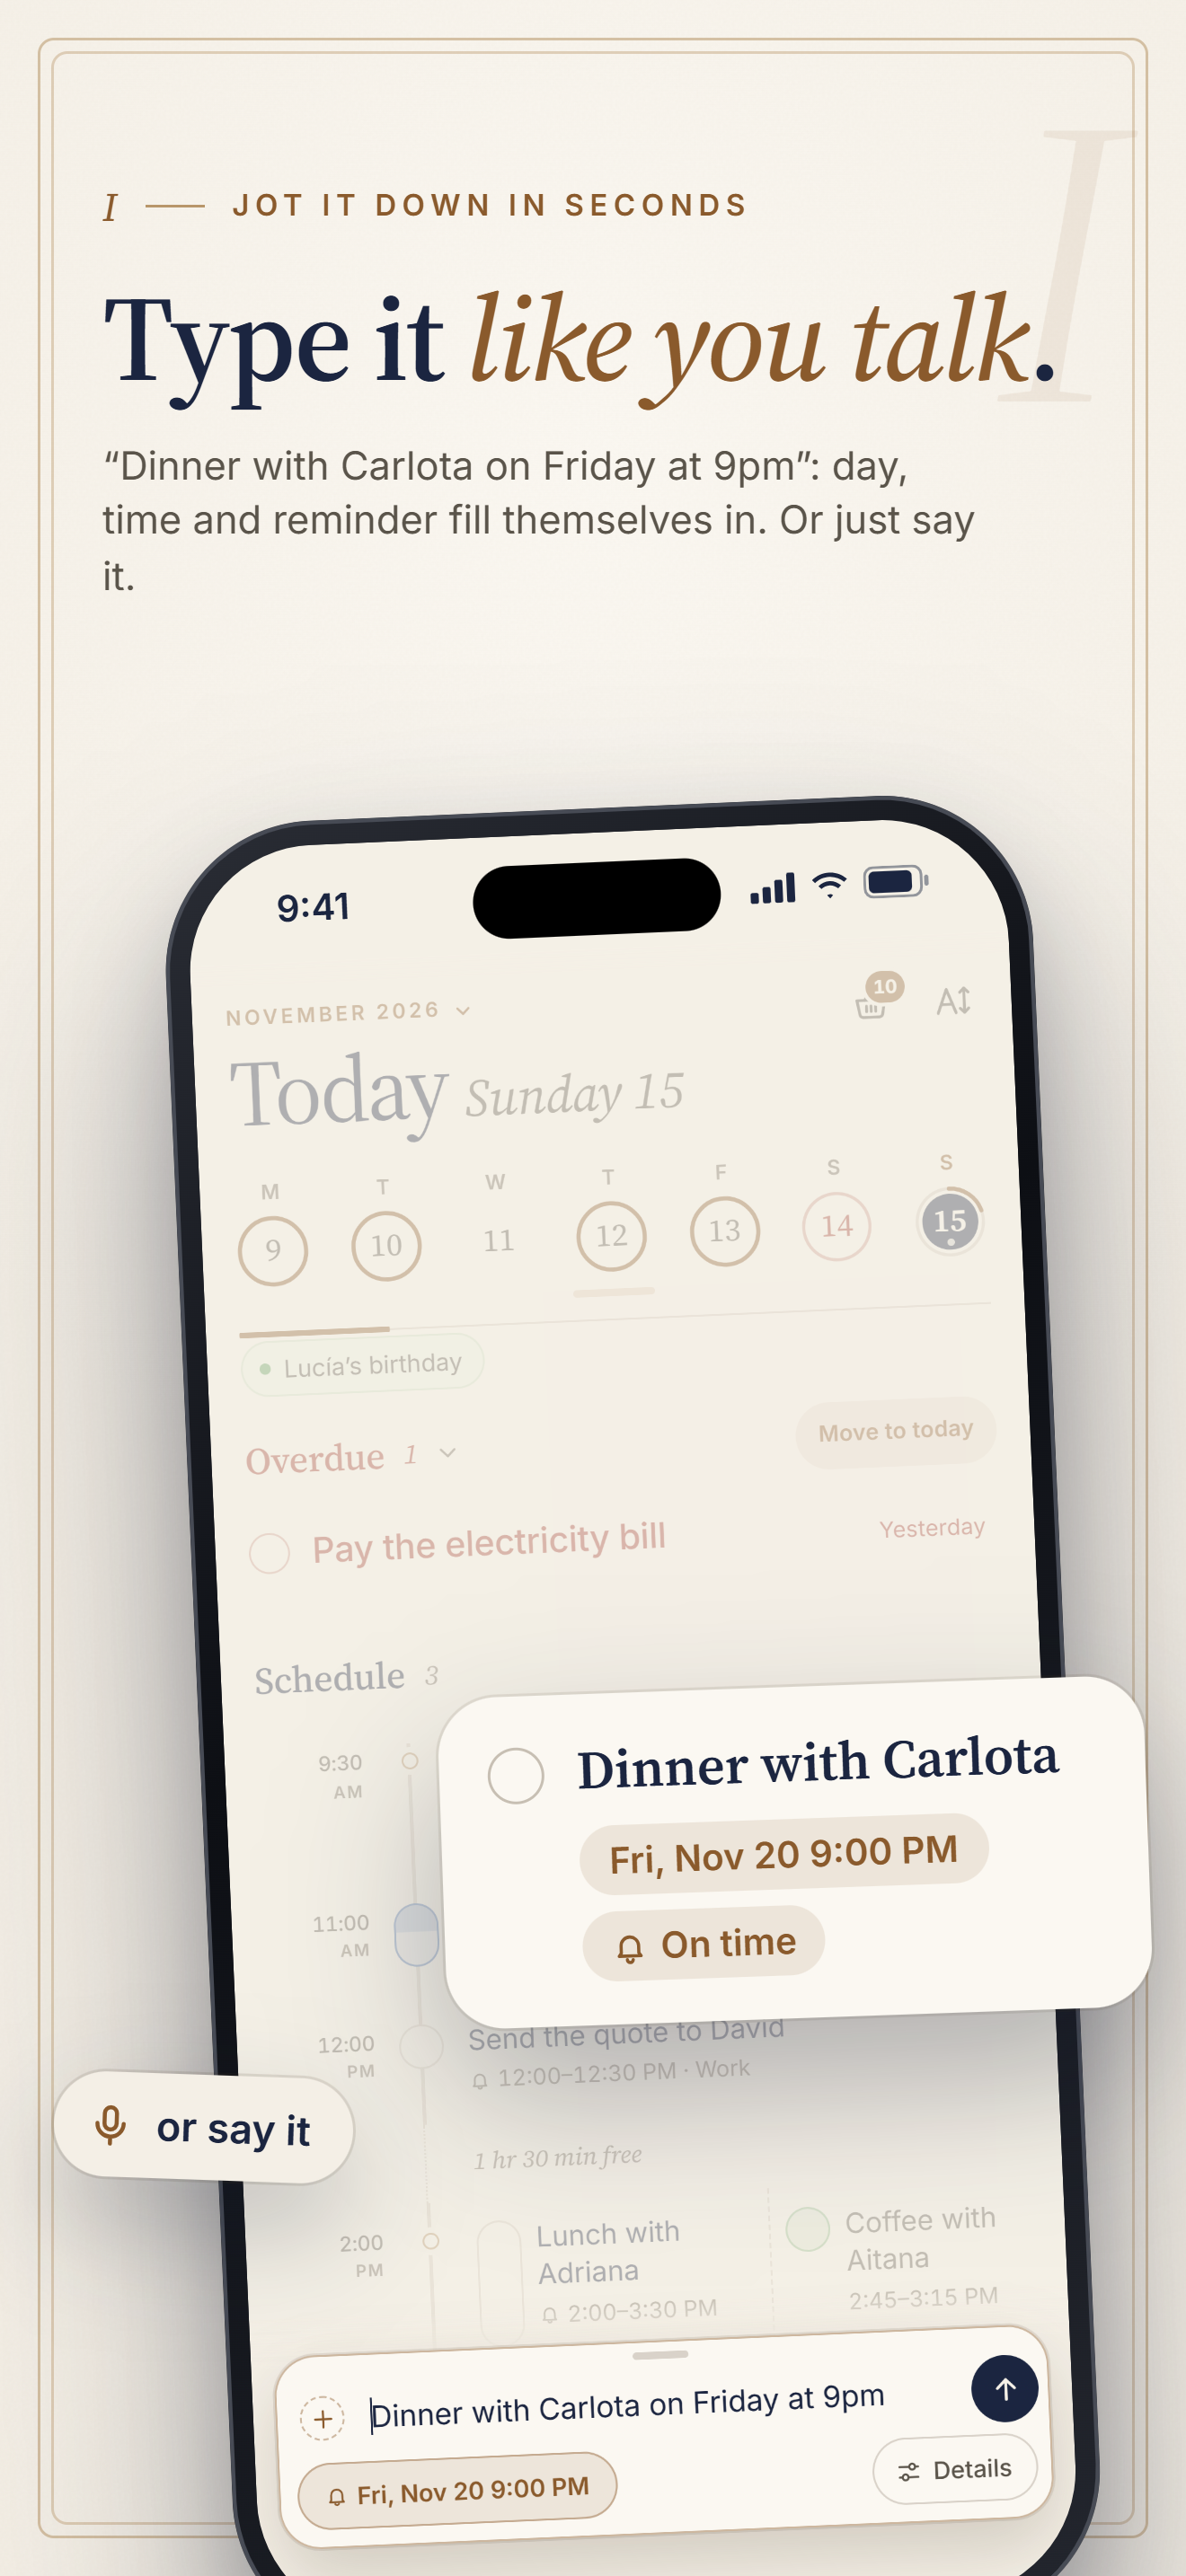 I — JOT IT DOWN IN SECONDS
I
Type it like you talk.
“Dinner with Carlota on Friday at 9pm”: day,
time and reminder fill themselves in. Or just say
it.
9:41
10
NOVEMBER 2026
Today Sunday 15
M T W T F S S
9 10 11 12 13 14 15
Lucía’s birthday
Overdue 1
Move to today
Pay the electricity bill
Yesterday
Schedule 3
9:30
AM
Dinner with Carlota
Fri, Nov 20 9:00 PM
On time
11:00
AM
12:00
PM
Send the quote to David
12:00–12:30 PM · Work
or say it
1 hr 30 min free
2:00
PM
Lunch with
Adriana
2:00–3:30 PM
Coffee with
Aitana
2:45–3:15 PM
Dinner with Carlota on Friday at 9pm
Fri, Nov 20 9:00 PM
Details